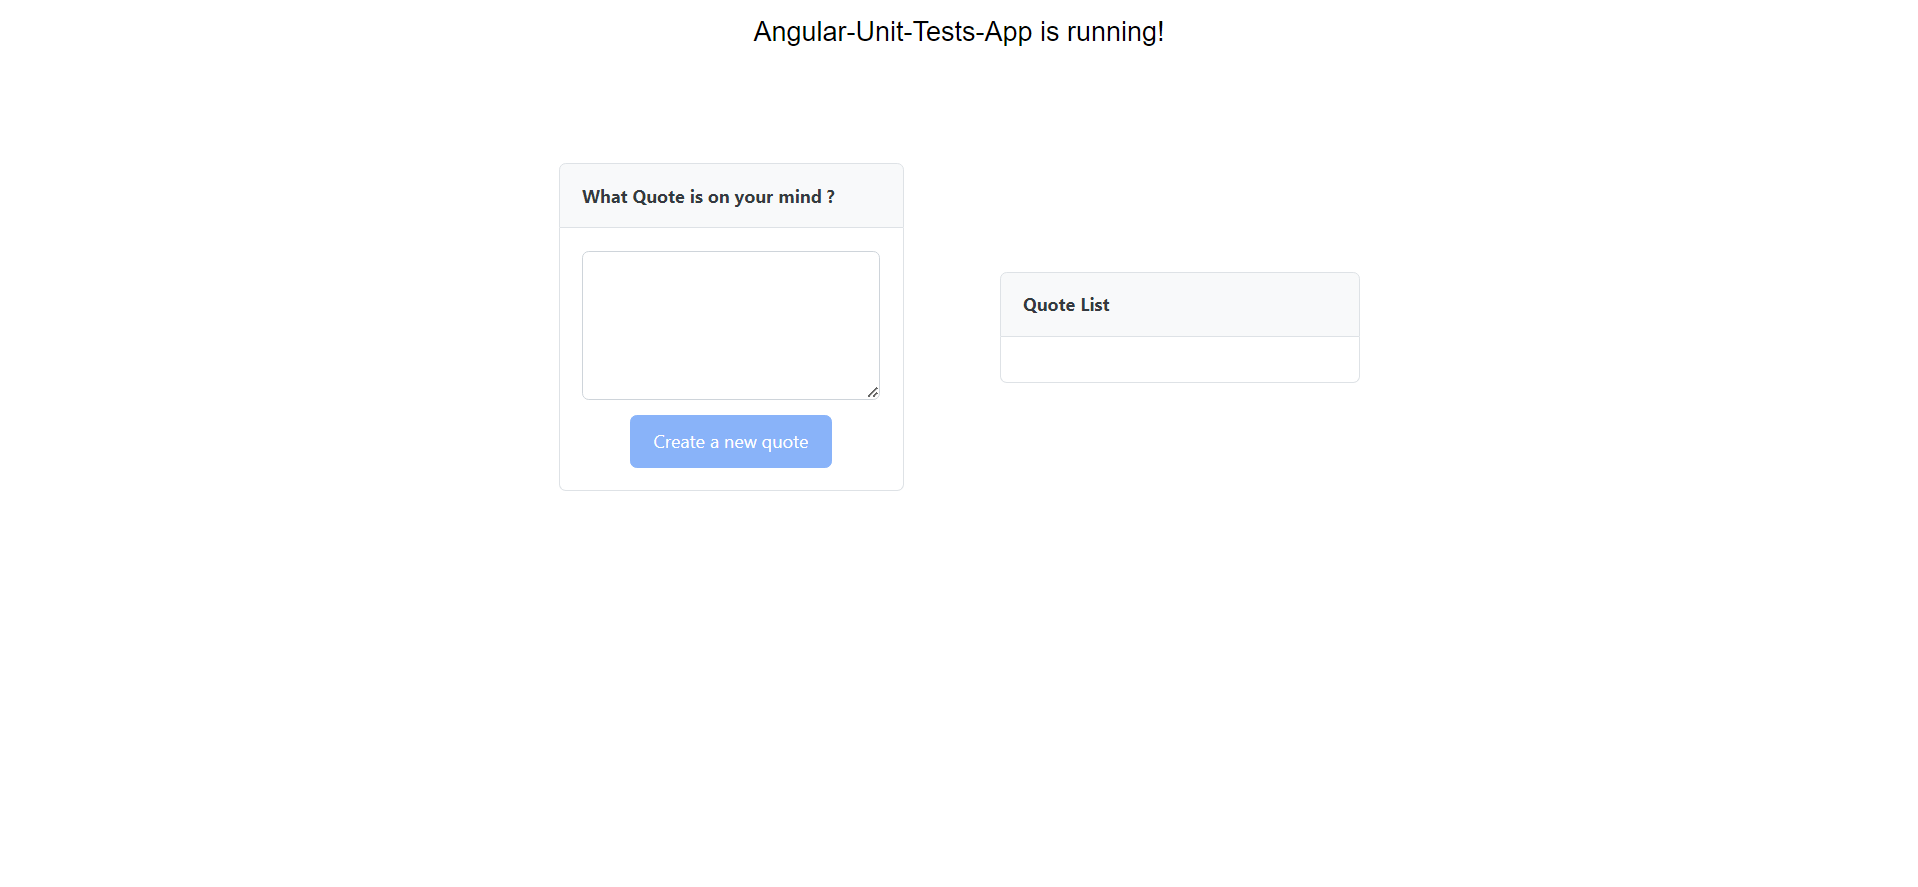 Angular-Unit-Tests-App is running!
What Quote is on your mind ?
Create a new quote
Quote List